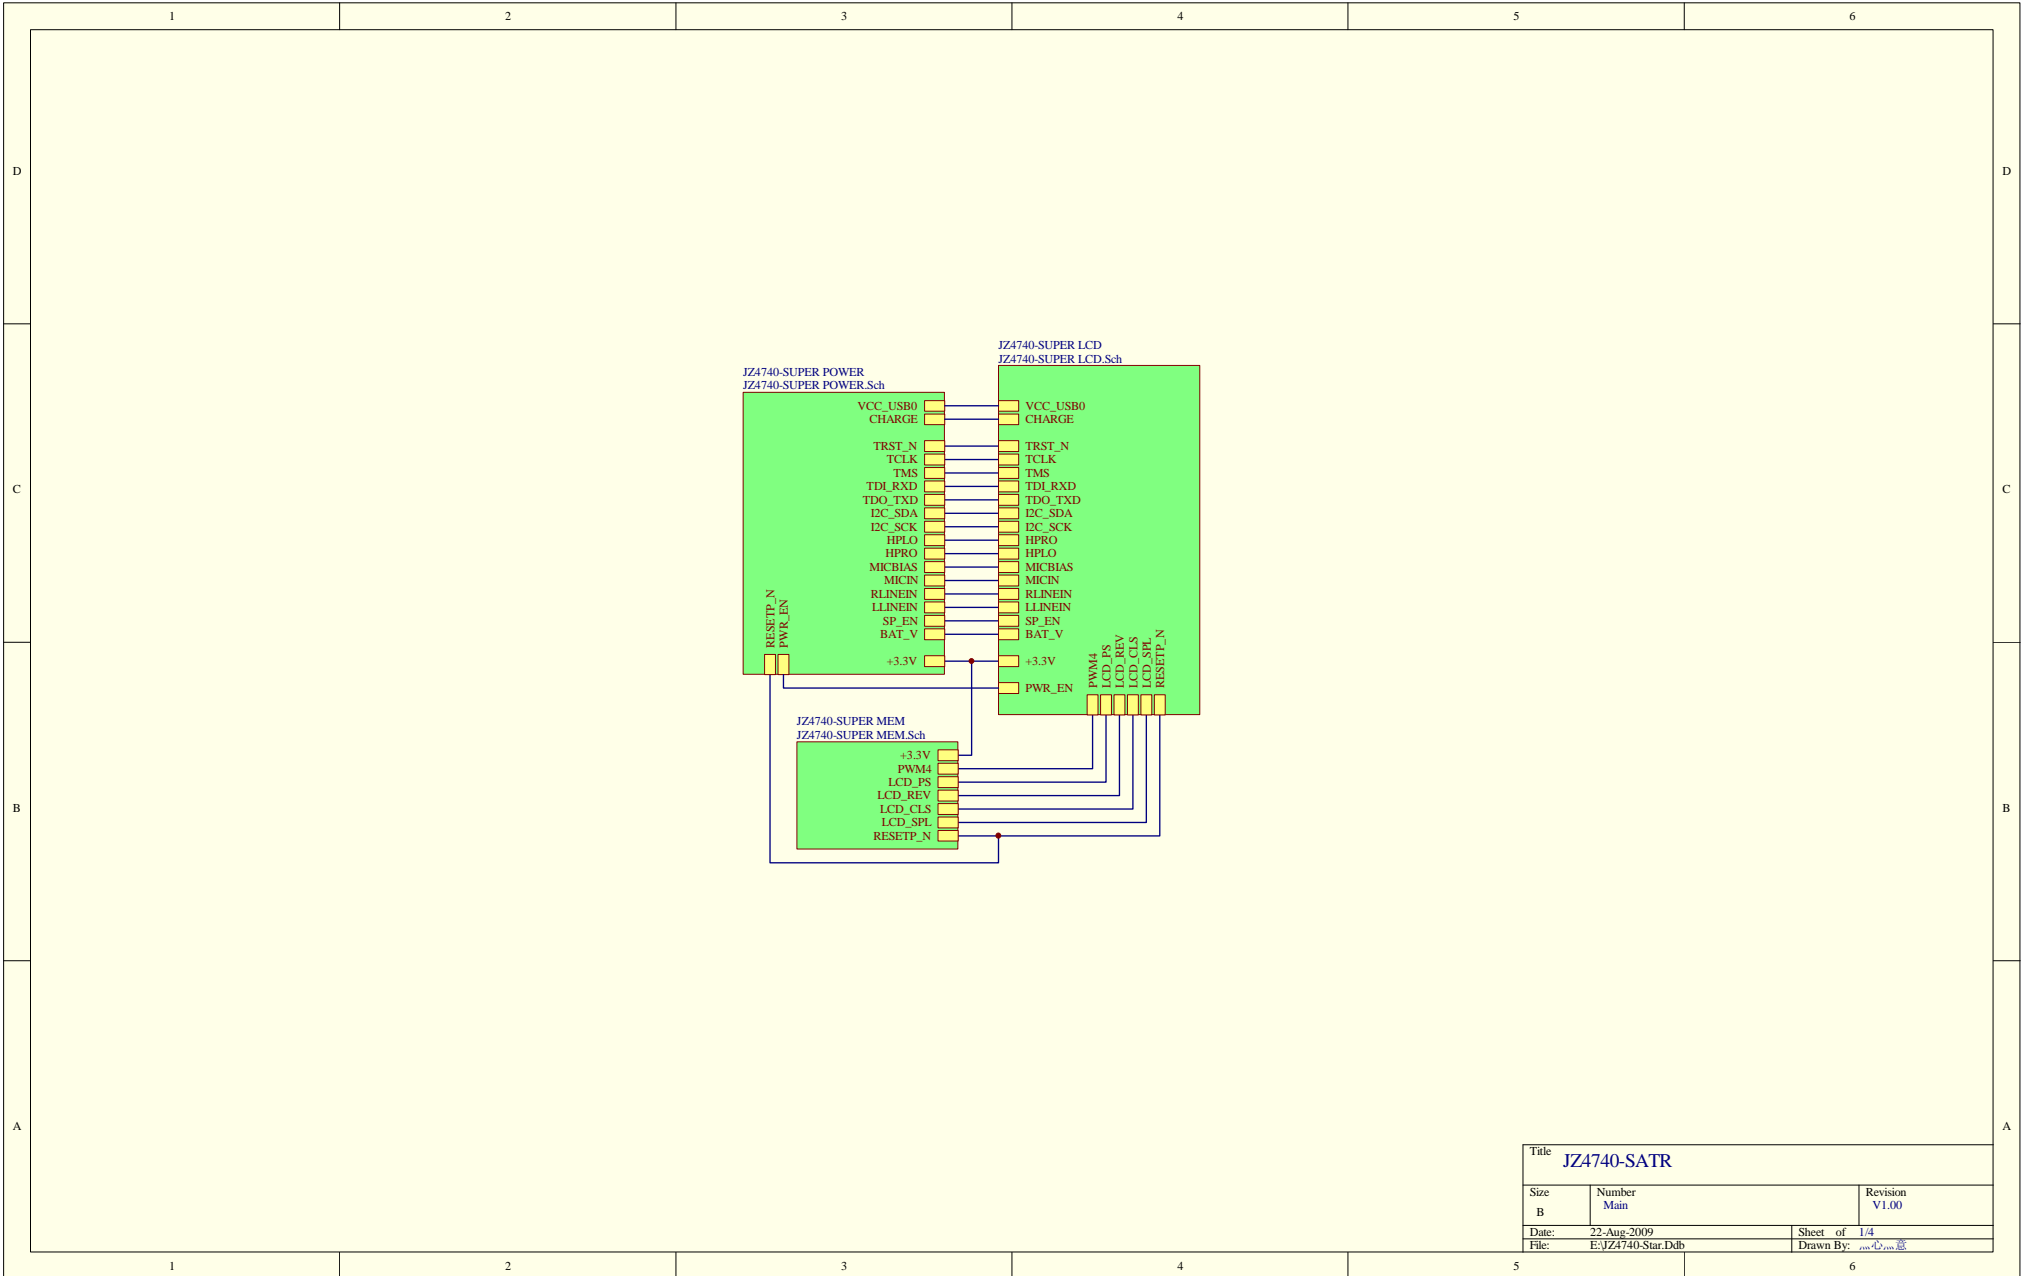 1 2 3 4 5 6
D D
JZ4740-SUPER LCD
JZ4740-SUPER LCD.Sch
JZ4740-SUPER POWER
JZ4740-SUPER POWER.Sch
VCC_USB0 VCC_USB0
CHARGE CHARGE
TRST_N TRST_N
TCLK TCLK
TMS TMS
C C
TDI_RXD TDI_RXD
TDO_TXD TDO_TXD
I2C_SDA I2C_SDA
I2C_SCK I2C_SCK
HPLO HPRO
HPRO HPLO
MICBIAS MICBIAS
MICIN MICIN
RLINEIN RLINEIN
LLINEIN LLINEIN
SP_EN SP_EN
BAT_V BAT_V
RESETP_N
PWR_EN
+3.3V +3.3V
PWR_EN
PWM4
LCD_PS
LCD_REV
LCD_CLS
LCD_SPL
RESETP_N
JZ4740-SUPER MEM
JZ4740-SUPER MEM.Sch
+3.3V
PWM4
LCD_PS
LCD_REV
B B
LCD_CLS
LCD_SPL
RESETP_N
A A
Title JZ4740-SATR
Size Number Revision
B Main V1.00
Date: 22-Aug-2009 Sheet of 1/4
File: E:\JZ4740-Star.Ddb Drawn By: 灬心灬意
1 2 3 4 5 6